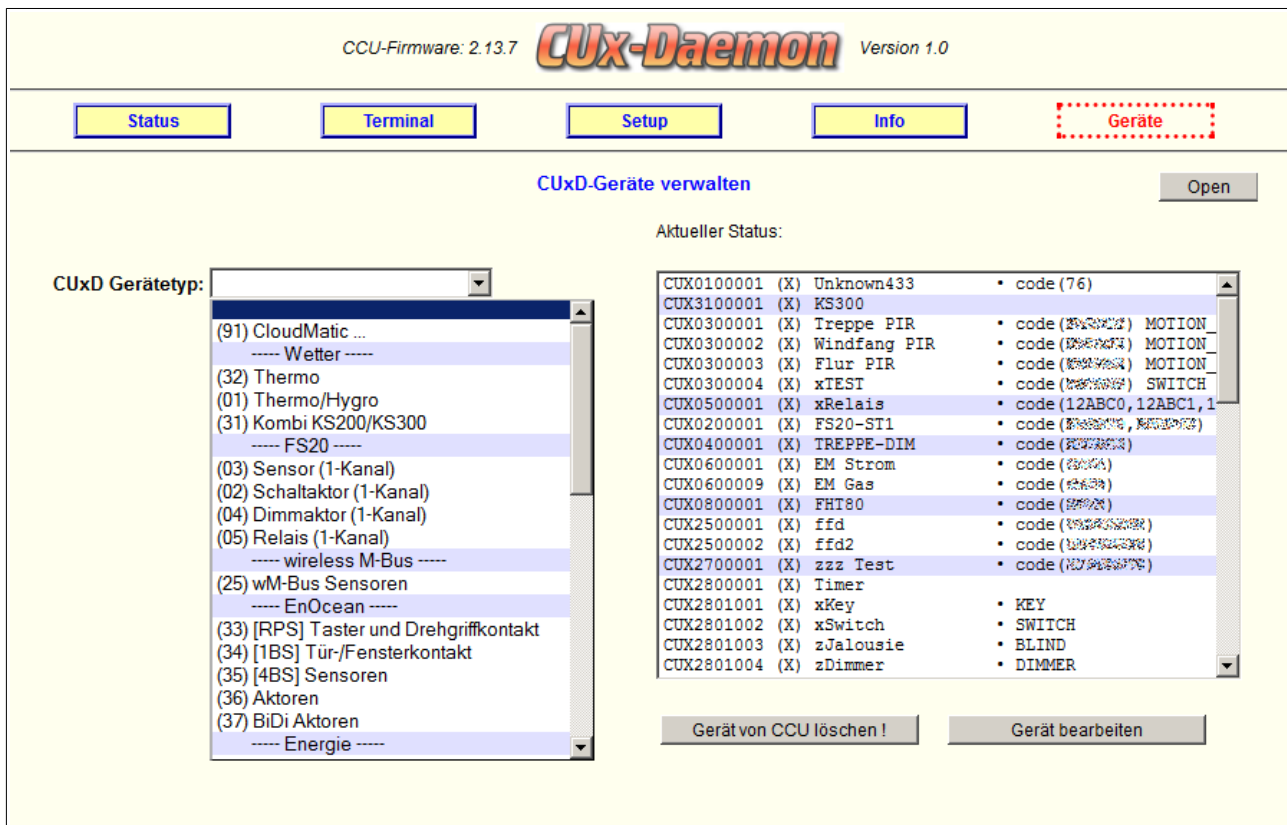 CCU-Firmware: 2.13.7 CUx-Daemon Version 1.0
Status Terminal Setup Info Geräte
CUxD-Geräte verwalten
Open
Aktueller Status:
CUxD Gerätetyp:
(91) CloudMatic ...
----- Wetter -----
(32) Thermo
(01) Thermo/Hygro
(31) Kombi KS200/KS300
----- FS20 -----
(03) Sensor (1-Kanal)
(02) Schaltaktor (1-Kanal)
(04) Dimmaktor (1-Kanal)
(05) Relais (1-Kanal)
----- wireless M-Bus -----
(25) wM-Bus Sensoren
----- EnOcean -----
(33) [RPS] Taster und Drehgriffkontakt
(34) [1BS] Tür-/Fensterkontakt
(35) [4BS] Sensoren
(36) Aktoren
(37) BiDi Aktoren
----- Energie -----
CUX0100001 (X) Unknown433 • code(76)
CUX3100001 (X) KS300
CUX0300001 (X) Treppe PIR • code( ) MOTION_
CUX0300002 (X) Windfang PIR • code( ) MOTION_
CUX0300003 (X) Flur PIR • code( ) MOTION_
CUX0300004 (X) xTEST • code( ) SWITCH
CUX0500001 (X) xRelais • code(12ABC0,12ABC1,1
CUX0200001 (X) FS20-ST1 • code( , )
CUX0400001 (X) TREPPE-DIM • code( )
CUX0600001 (X) EM Strom • code( )
CUX0600009 (X) EM Gas • code( )
CUX0800001 (X) FHT80 • code( )
CUX2500001 (X) ffd • code( )
CUX2500002 (X) ffd2 • code( )
CUX2700001 (X) zzz Test • code( )
CUX2800001 (X) Timer
CUX2801001 (X) xKey • KEY
CUX2801002 (X) xSwitch • SWITCH
CUX2801003 (X) zJalousie • BLIND
CUX2801004 (X) zDimmer • DIMMER
Gerät von CCU löschen ! Gerät bearbeiten